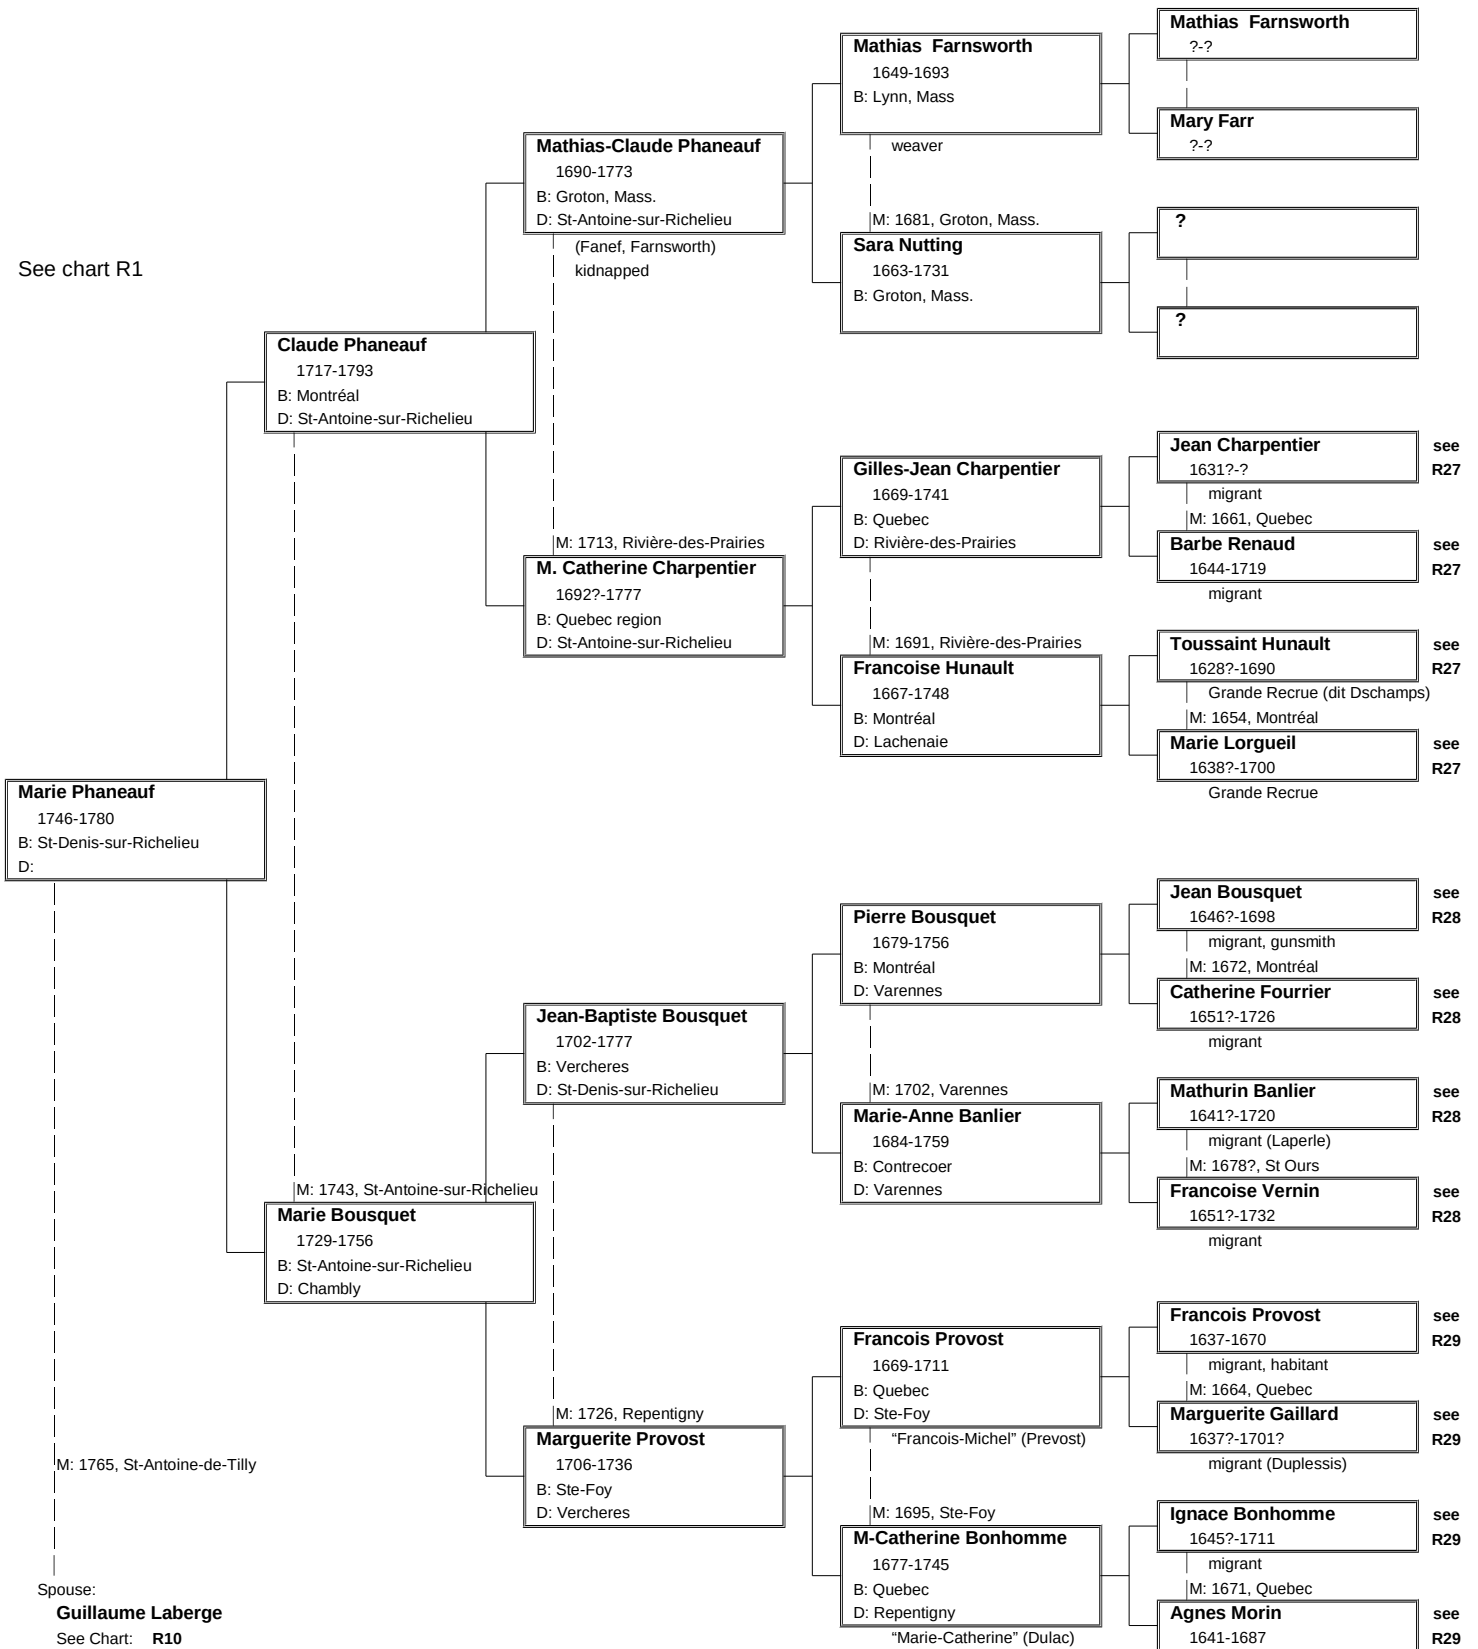 See chart R1
Marie Phaneauf
1746-1780
B: St-Denis-sur-Richelieu
D:
M: 1765, St-Antoine-de-Tilly
Spouse:
Guillaume Laberge
See Chart: R10
Claude Phaneauf
1717-1793
B: Montréal
D: St-Antoine-sur-Richelieu
M: 1743, St-Antoine-sur-Richelieu
Marie Bousquet
1729-1756
B: St-Antoine-sur-Richelieu
D: Chambly
Mathias-Claude Phaneauf
1690-1773
B: Groton, Mass.
D: St-Antoine-sur-Richelieu
(Fanef, Farnsworth)
kidnapped
M: 1713, Rivière-des-Prairies
M. Catherine Charpentier
1692?-1777
B: Quebec region
D: St-Antoine-sur-Richelieu
Jean-Baptiste Bousquet
1702-1777
B: Vercheres
D: St-Denis-sur-Richelieu
M: 1726, Repentigny
Marguerite Provost
1706-1736
B: Ste-Foy
D: Vercheres
Mathias  Farnsworth
1649-1693
B: Lynn, Mass
weaver
M: 1681, Groton, Mass.
Sara Nutting
1663-1731
B: Groton, Mass.
Gilles-Jean Charpentier
1669-1741
B: Quebec
D: Rivière-des-Prairies
M: 1691, Rivière-des-Prairies
Francoise Hunault
1667-1748
B: Montréal
D: Lachenaie
Pierre Bousquet
1679-1756
B: Montréal
D: Varennes
M: 1702, Varennes
Marie-Anne Banlier
1684-1759
B: Contrecoer
D: Varennes
Francois Provost
1669-1711
B: Quebec
D: Ste-Foy
“Francois-Michel” (Prevost)
M: 1695, Ste-Foy
M-Catherine Bonhomme
1677-1745
B: Quebec
D: Repentigny
“Marie-Catherine” (Dulac)
Mathias  Farnsworth
?-?
Mary Farr
?-?
?
?
Jean Charpentier see
1631?-? R27
migrant
M: 1661, Quebec
Barbe Renaud see
1644-1719 R27
migrant
Toussaint Hunault see
1628?-1690 R27
Grande Recrue (dit Dschamps)
M: 1654, Montréal
Marie Lorgueil see
1638?-1700 R27
Grande Recrue
Jean Bousquet see
1646?-1698 R28
migrant, gunsmith
M: 1672, Montréal
Catherine Fourrier see
1651?-1726 R28
migrant
Mathurin Banlier see
1641?-1720 R28
migrant (Laperle)
M: 1678?, St Ours
Francoise Vernin see
1651?-1732 R28
migrant
Francois Provost see
1637-1670 R29
migrant, habitant
M: 1664, Quebec
Marguerite Gaillard see
1637?-1701? R29
migrant (Duplessis)
Ignace Bonhomme see
1645?-1711 R29
migrant
M: 1671, Quebec
Agnes Morin see
1641-1687 R29